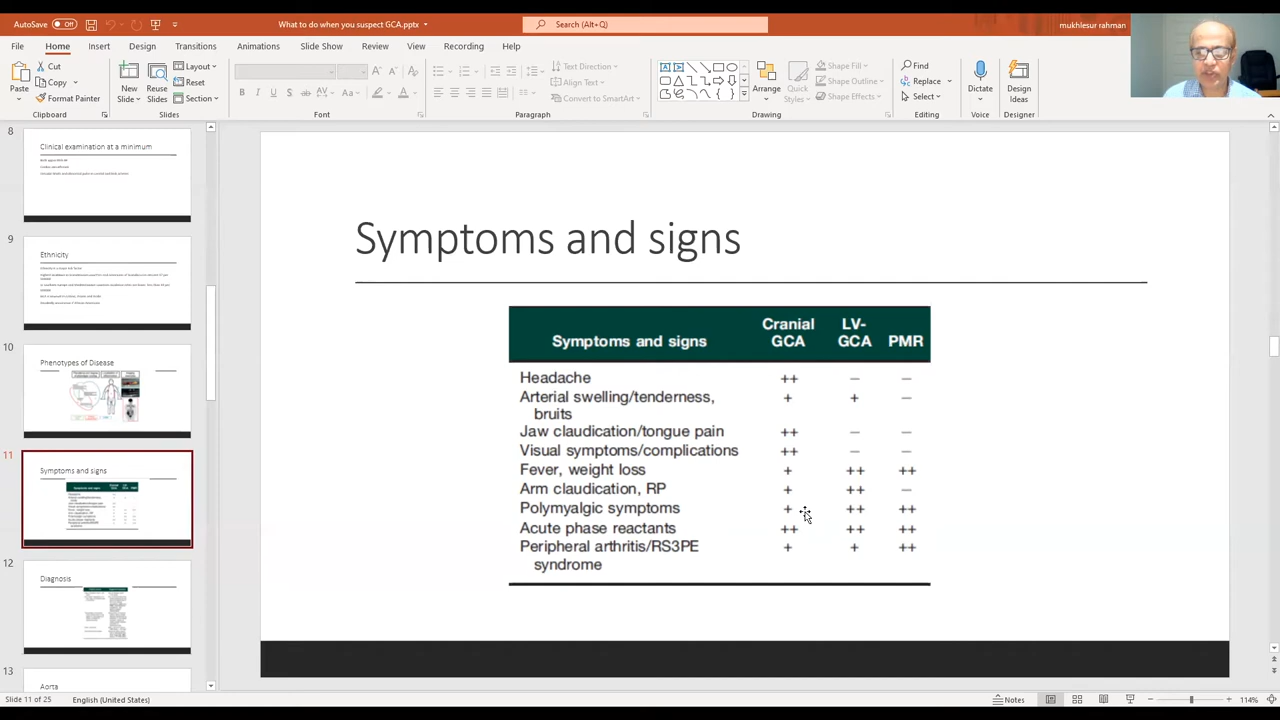 AutoSave Off What to do when you suspect GCA.pptx Search (Alt+Q) mukhlesur rahman
File Home Insert Design Transitions Animations Slide Show Review View Recording Help
Paste Cut Copy Format Painter
New Slide Reuse Slides Layout Reset Section
B I U S ab AV Aa A
Text Direction Align Text Convert to SmartArt
Arrange Quick Styles Shape Fill Shape Outline Shape Effects
Find Replace Select
Dictate Design Ideas
Clipboard Slides Font Paragraph Drawing Editing Voice Designer
8
Clinical examination at a minimum
9
Ethnicity
10
Phenotypes of Disease
11
Symptoms and signs
12
Diagnosis
13
Aorta
Symptoms and signs
Symptoms and signs Cranial GCA LV-GCA PMR
Headache ++ – –
Arterial swelling/tenderness, + + –
bruits
Jaw claudication/tongue pain ++ – –
Visual symptoms/complications ++ – –
Fever, weight loss + ++ ++
Arm claudication, RP + ++ –
Polymyalgic symptoms + ++ ++
Acute phase reactants ++ ++ ++
Peripheral arthritis/RS3PE + + ++
syndrome
Slide 11 of 25 English (United States) Notes 114%